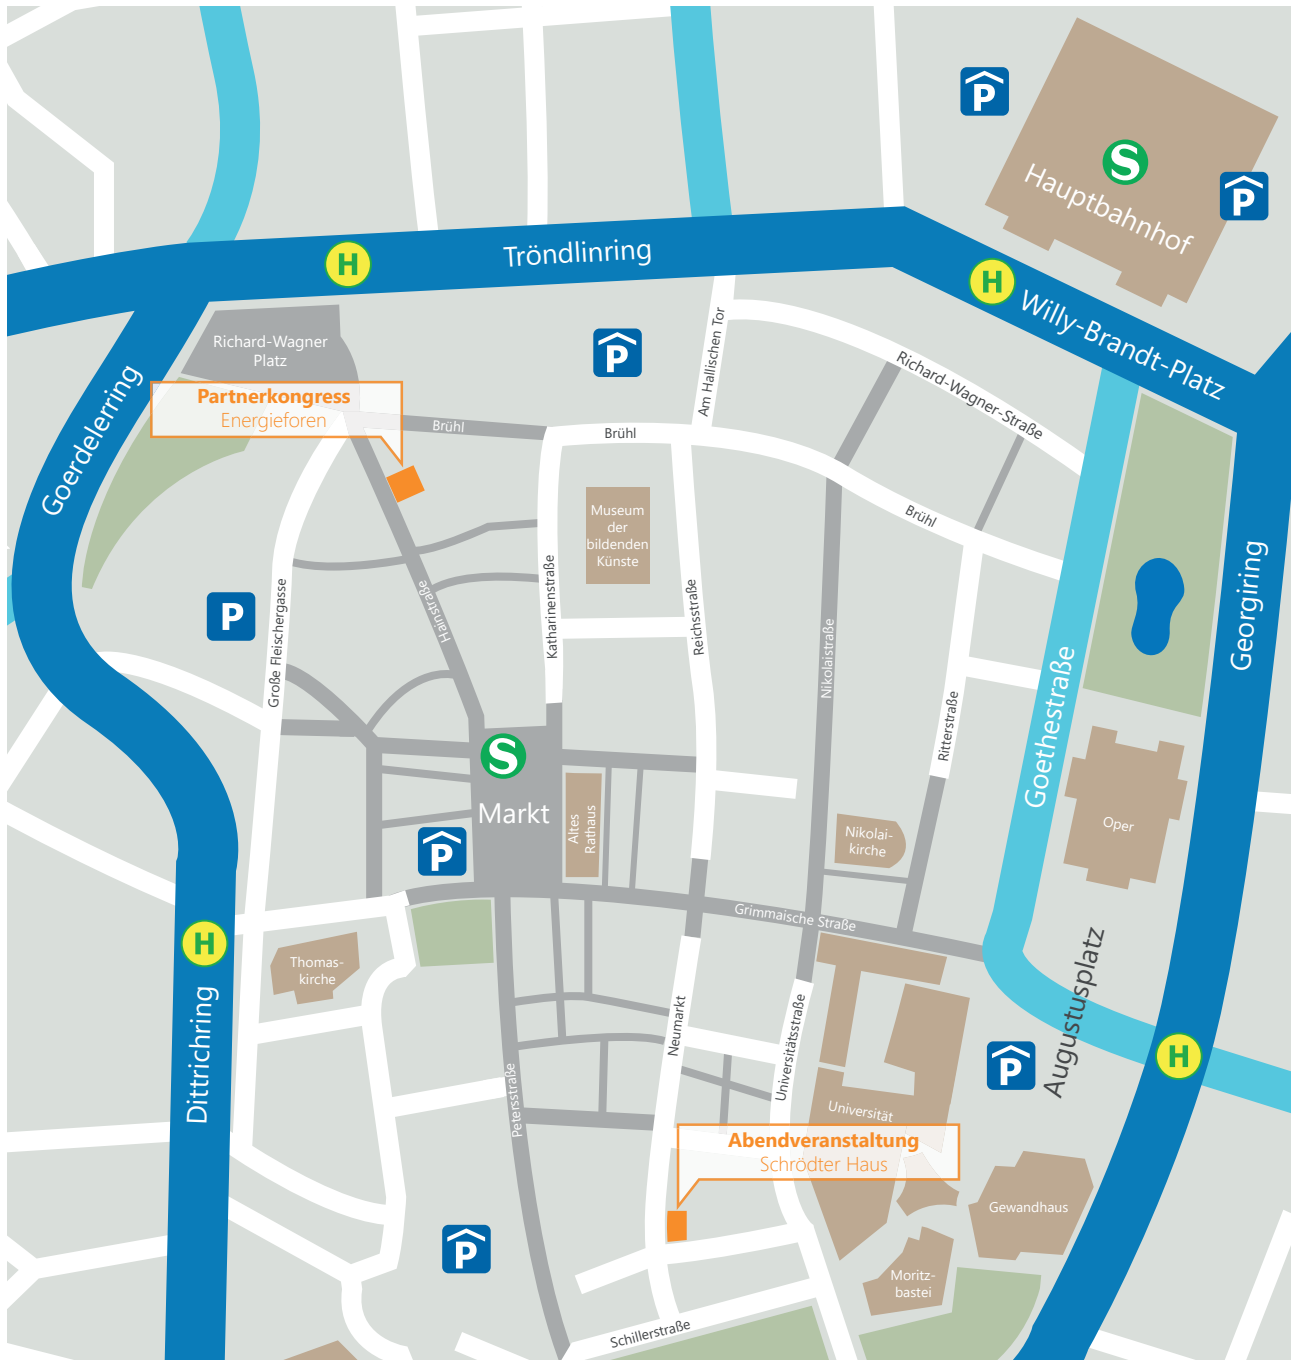 P
S
Hauptbahnhof
P
H
Tröndlinring
H
Willy-Brandt-Platz
Richard-Wagner
Platz
P
Am Hallischen Tor
Richard-Wagner-Straße
Goerdelerring
Partnerkongress
Energieforen
Brühl
Brühl
Brühl
Museum
der
bildenden
Künste
Georgiring
P
Große Fleischergasse
Hainstraße
Katharinenstraße
Reichsstraße
Nikolaistraße
Ritterstraße
Goethestraße
S
Markt
Altes
Rathaus
P
Nikolai-
kirche
Oper
Grimmaische Straße
H
Thomas-
kirche
Augustusplatz
Dittrichring
Neumarkt
Universitätsstraße
P
H
Petersstraße
Universität
Abendveranstaltung
Schrödter Haus
Gewandhaus
P
Moritz-
bastei
Schillerstraße